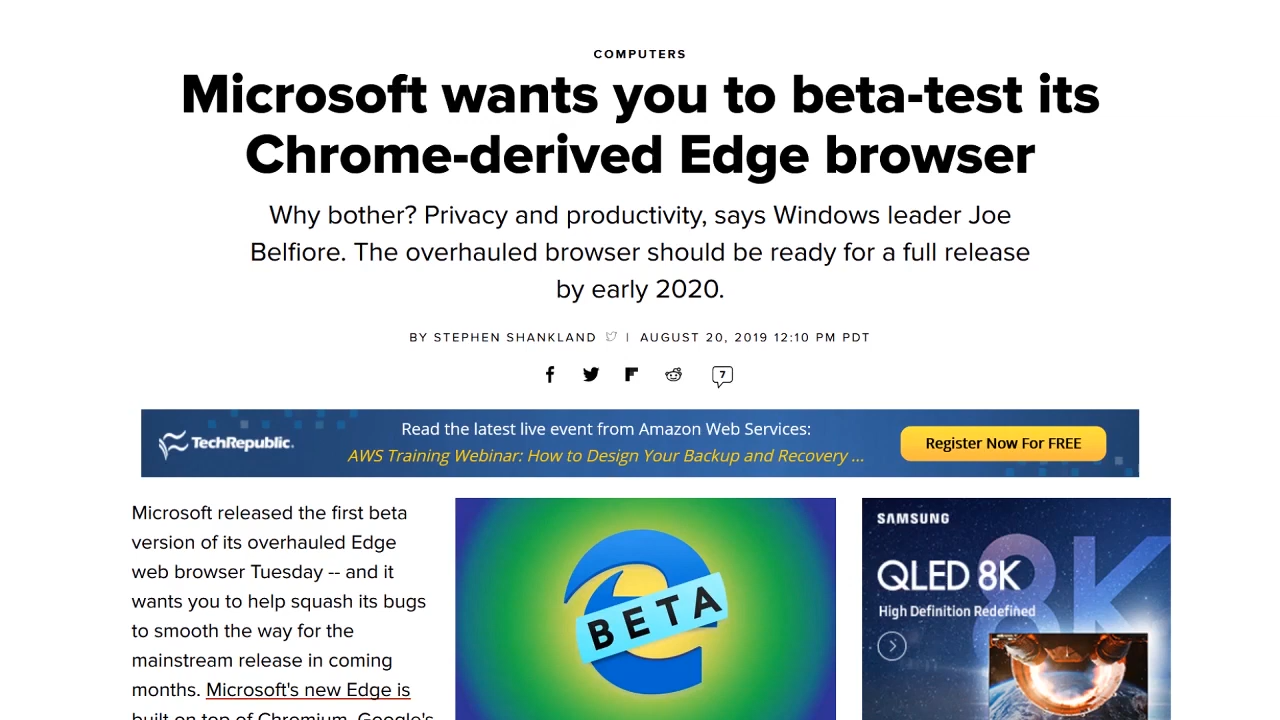 COMPUTERS
Microsoft wants you to beta-test its
Chrome-derived Edge browser
Why bother? Privacy and productivity, says Windows leader Joe
Belfiore. The overhauled browser should be ready for a full release
by early 2020.
BY STEPHEN SHANKLAND | AUGUST 20, 2019 12:10 PM PDT
7
TechRepublic.
Read the latest live event from Amazon Web Services:
AWS Training Webinar: How to Design Your Backup and Recovery ...
Register Now For FREE
Microsoft released the first beta
version of its overhauled Edge
web browser Tuesday -- and it
wants you to help squash its bugs
to smooth the way for the
mainstream release in coming
months. Microsoft's new Edge is
built on top of Chromium, Google's
BETA
SAMSUNG
8K
QLED 8K
High Definition Redefined